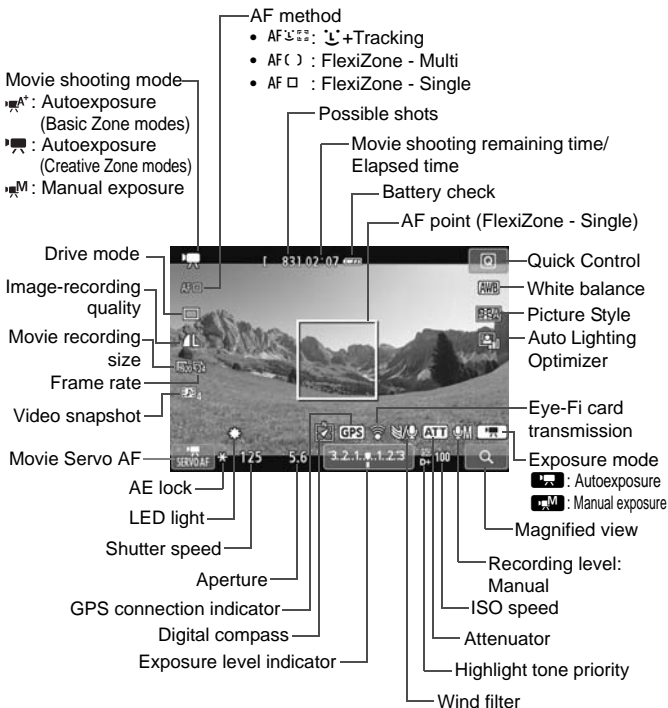 AF method
• AF: +Tracking
• AF( ) : FlexiZone - Multi
• AF □ : FlexiZone - Single
Movie shooting mode
A+: Autoexposure
(Basic Zone modes)
: Autoexposure
(Creative Zone modes)
M: Manual exposure
Possible shots
Movie shooting remaining time/
Elapsed time
Battery check
AF point (FlexiZone - Single)
Drive mode
Image-recording
quality
Movie recording
size
Frame rate
Video snapshot
Movie Servo AF
[ 831 02'07
AF □
L
4
SERVO AF
Q
AWB
GPS
ATT
M
* 125 5.6 3..2..1..0..1..2..3 D+ ISO 100
Quick Control
White balance
Picture Style
Auto Lighting
Optimizer
Eye-Fi card
transmission
Exposure mode
: Autoexposure
M : Manual exposure
Magnified view
AE lock
LED light
Shutter speed
Aperture
GPS connection indicator
Digital compass
Exposure level indicator
Recording level:
Manual
ISO speed
Attenuator
Highlight tone priority
Wind filter